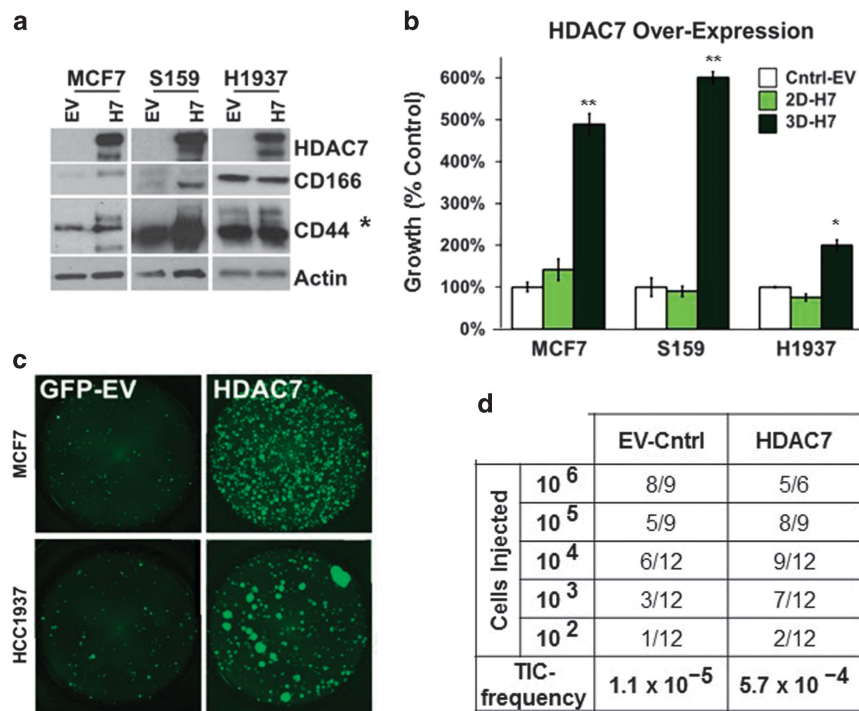 a
MCF7 S159 H1937
EV H7 EV H7 EV H7
HDAC7
CD166
CD44 *
Actin
b
HDAC7 Over-Expression
Growth (% Control)
600%
500%
400%
300%
200%
100%
0%
** ** *
Cntrl-EV
2D-H7
3D-H7
MCF7 S159 H1937
c
GFP-EV HDAC7
MCF7
HCC1937
d
EV-Cntrl HDAC7
Cells Injected
10 6 8/9 5/6
10 5 5/9 8/9
10 4 6/12 9/12
10 3 3/12 7/12
10 2 1/12 2/12
TIC-
frequency 1.1 x 10 −5 5.7 x 10 −4